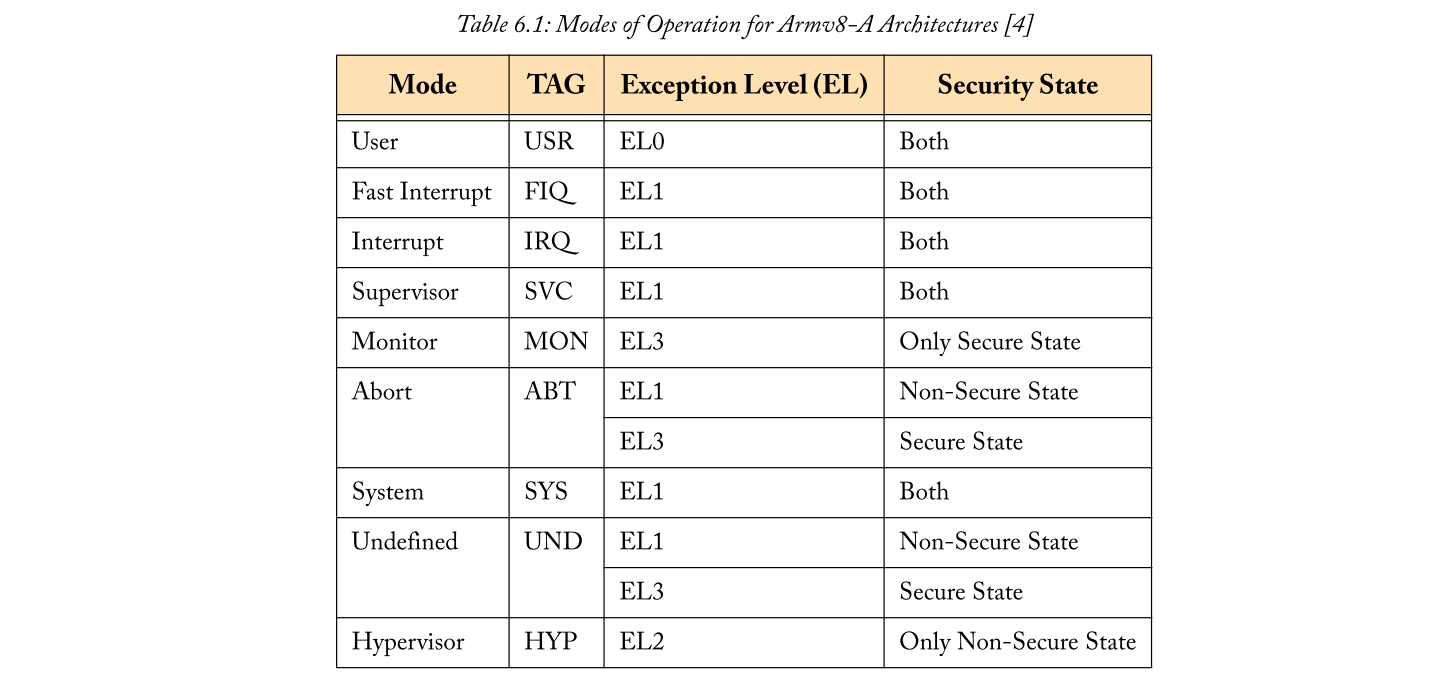 Table 6.1: Modes of Operation for Armv8-A Architectures [4]
Mode TAG Exception Level (EL) Security State
User USR EL0 Both
Fast Interrupt FIQ EL1 Both
Interrupt IRQ EL1 Both
Supervisor SVC EL1 Both
Monitor MON EL3 Only Secure State
Abort ABT EL1 Non-Secure State
EL3 Secure State
System SYS EL1 Both
Undefined UND EL1 Non-Secure State
EL3 Secure State
Hypervisor HYP EL2 Only Non-Secure State